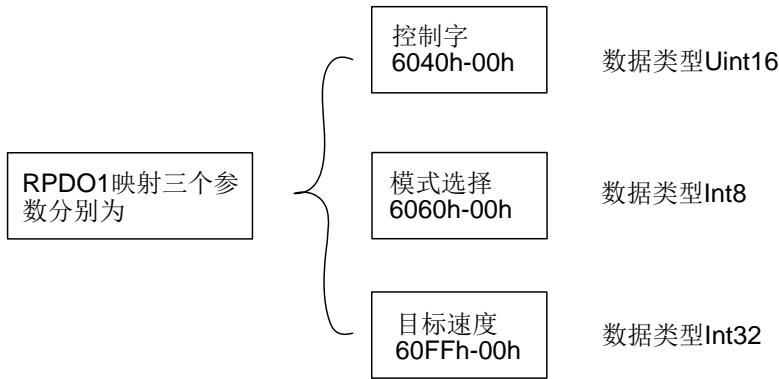 控制字
6040h-00h
数据类型Uint16
RPDO1映射三个参
数分别为
模式选择
6060h-00h
数据类型Int8
目标速度
60FFh-00h
数据类型Int32